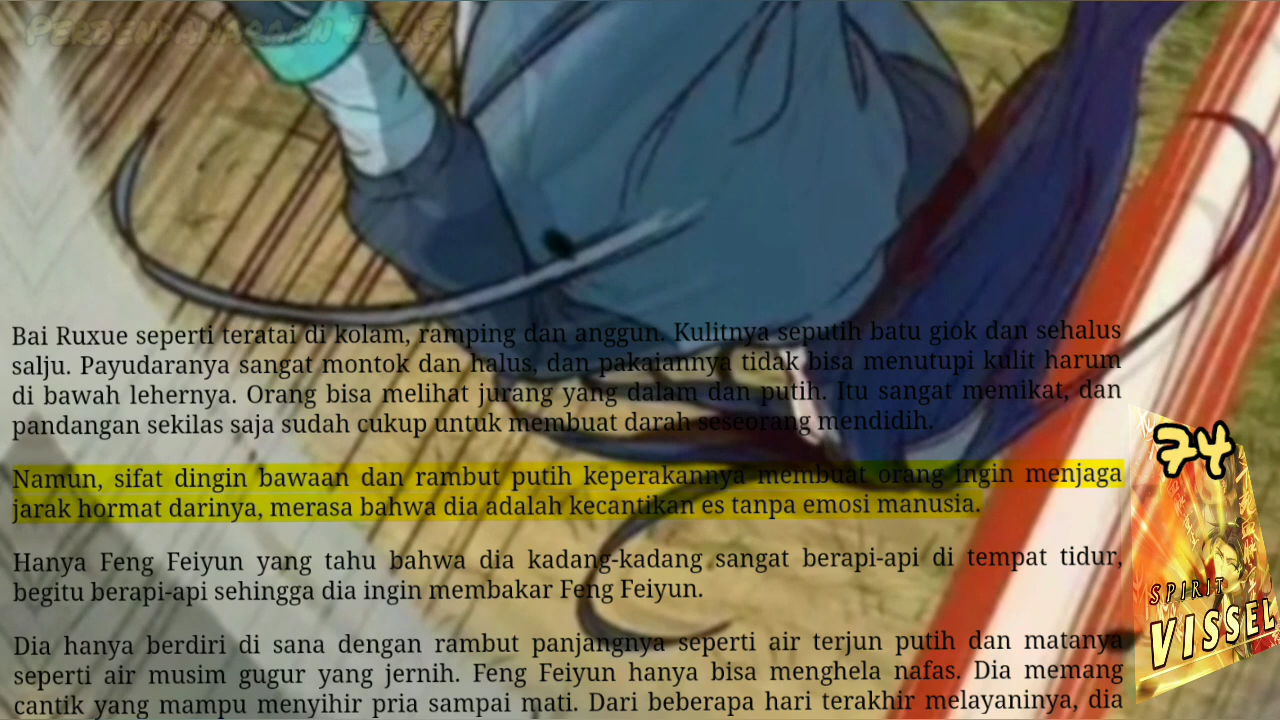 Perbendaharaan Jelas
Bai Ruxue seperti teratai di kolam, ramping dan anggun. Kulitnya seputih batu giok dan sehalus
salju. Payudaranya sangat montok dan halus, dan pakaiannya tidak bisa menutupi kulit harum
di bawah lehernya. Orang bisa melihat jurang yang dalam dan putih. Itu sangat memikat, dan
pandangan sekilas saja sudah cukup untuk membuat darah seseorang mendidih.
Namun, sifat dingin bawaan dan rambut putih keperakannya membuat orang ingin menjaga
jarak hormat darinya, merasa bahwa dia adalah kecantikan es tanpa emosi manusia.
Hanya Feng Feiyun yang tahu bahwa dia kadang-kadang sangat berapi-api di tempat tidur,
begitu berapi-api sehingga dia ingin membakar Feng Feiyun.
Dia hanya berdiri di sana dengan rambut panjangnya seperti air terjun putih dan matanya
seperti air musim gugur yang jernih. Feng Feiyun hanya bisa menghela nafas. Dia memang
cantik yang mampu menyihir pria sampai mati. Dari beberapa hari terakhir melayaninya, dia
74
SPIRIT
VISSEL